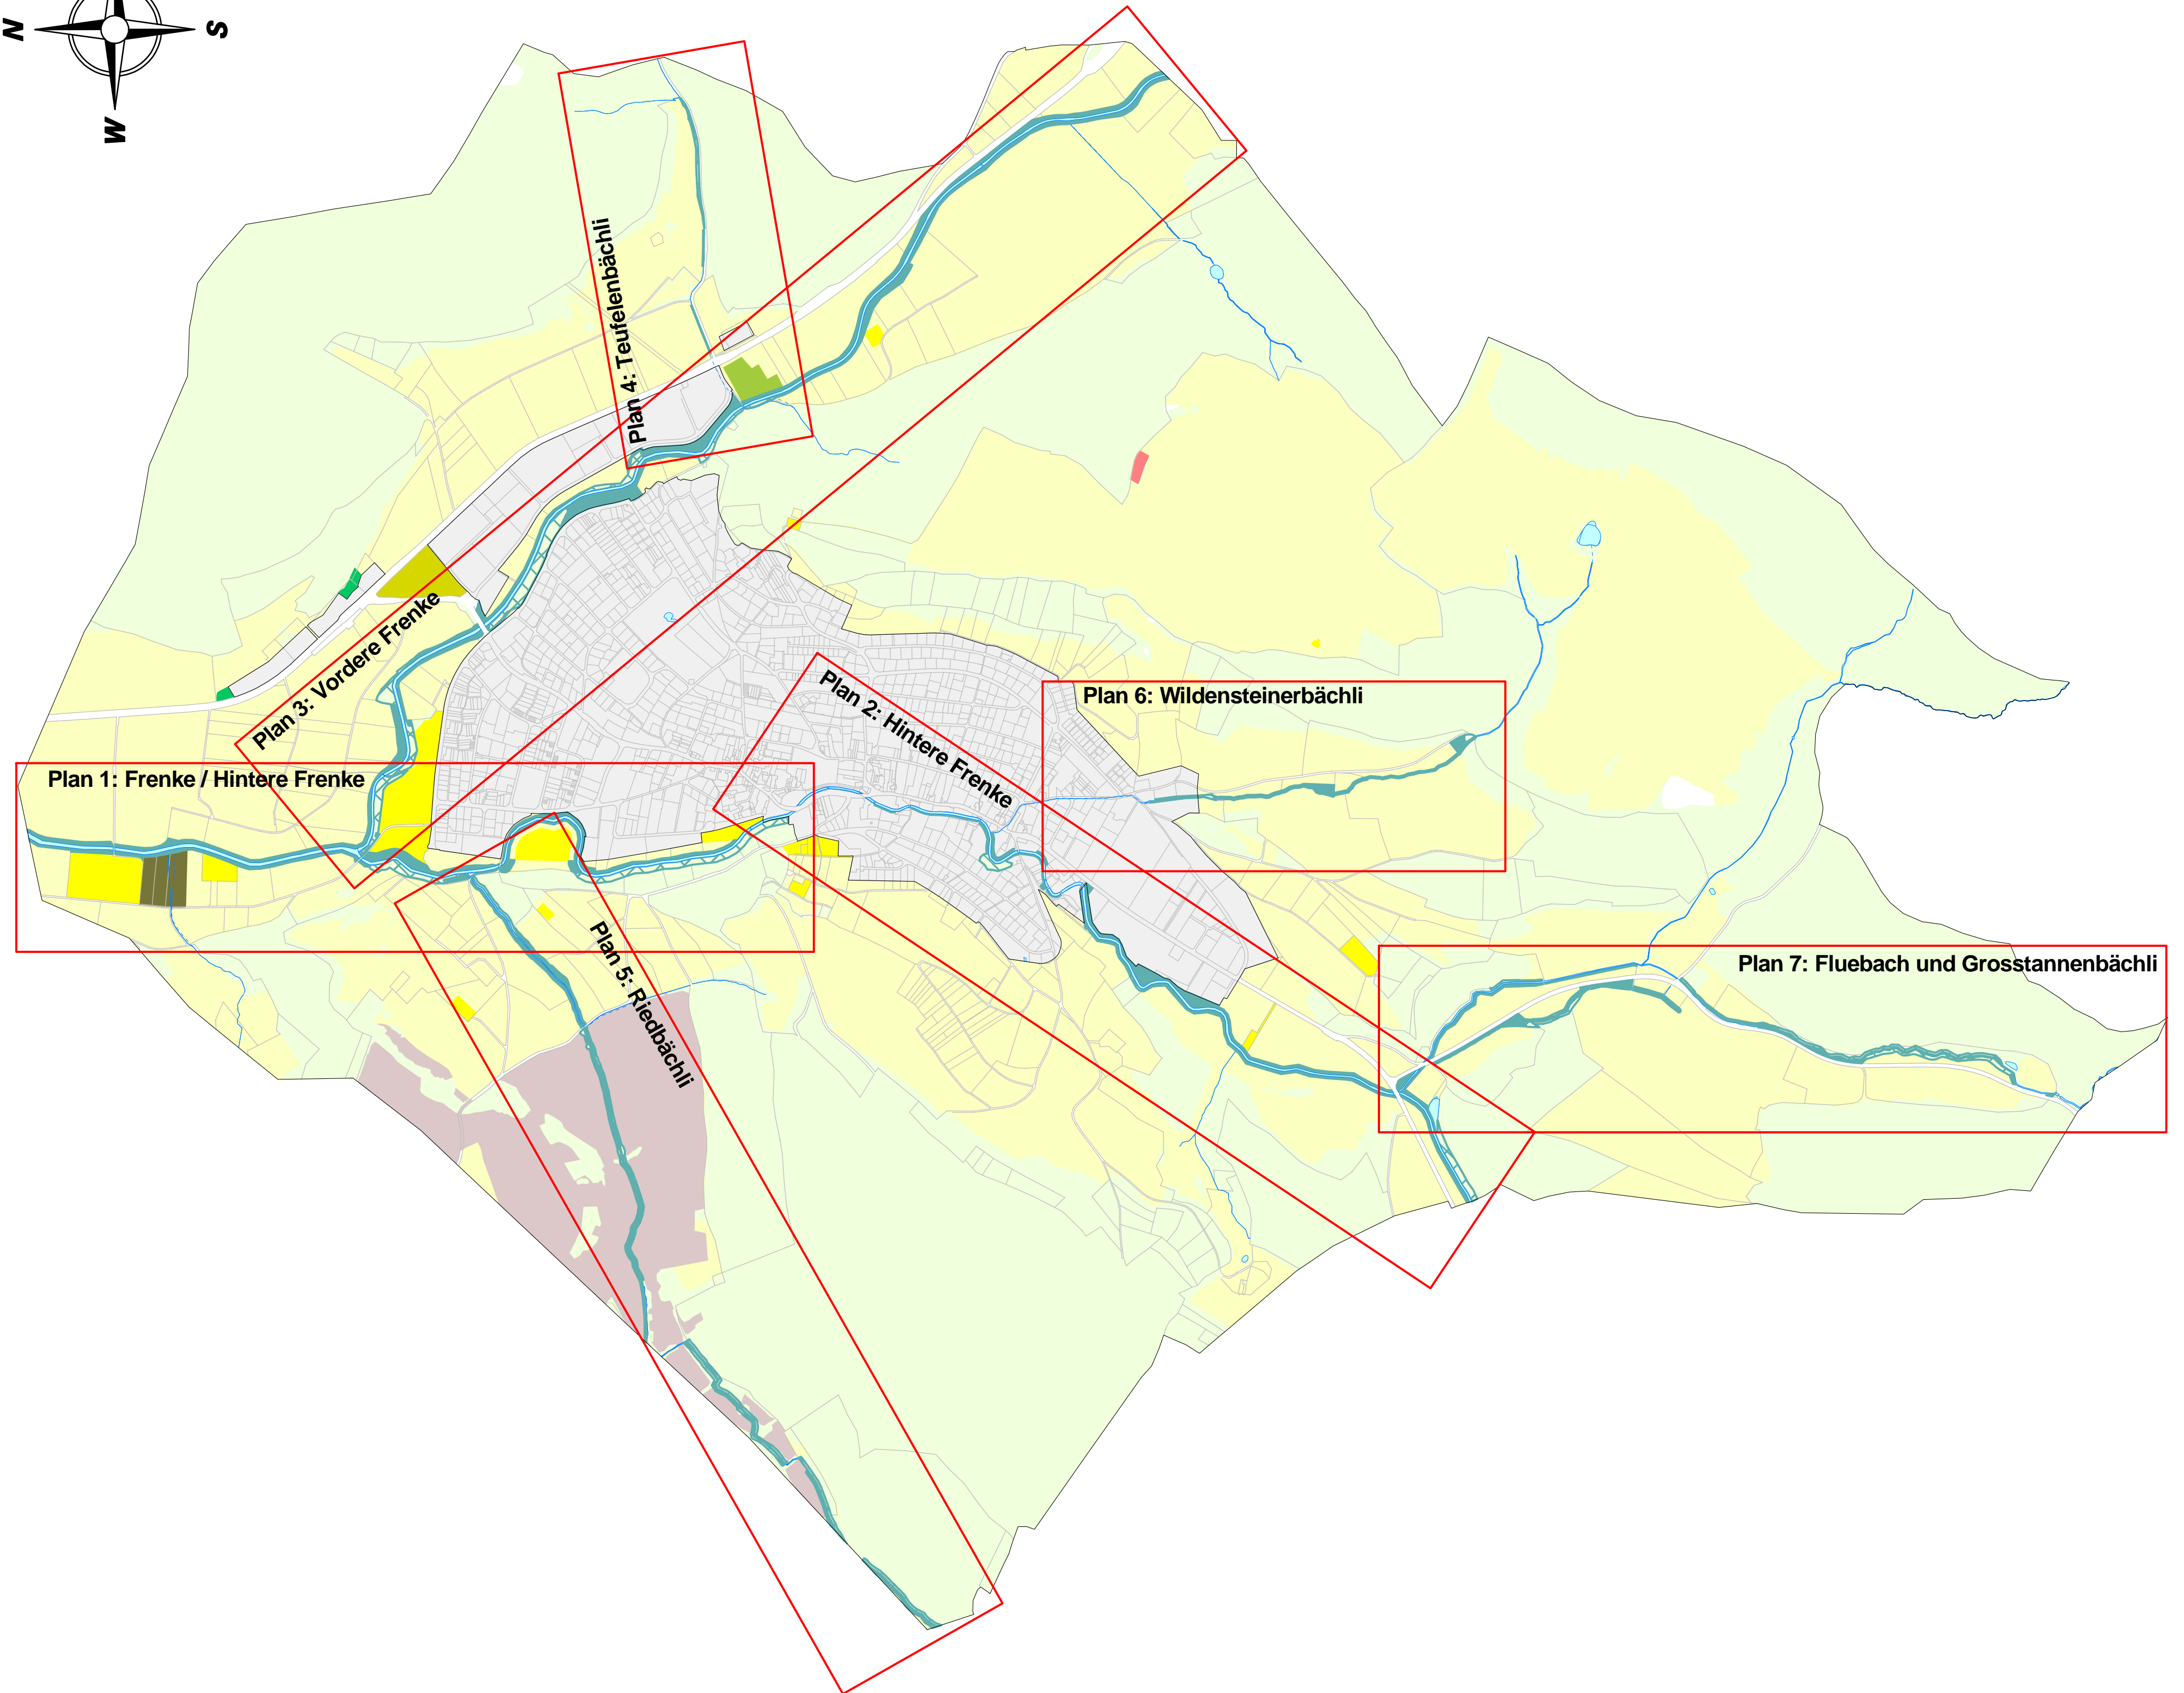 N
S
W
Plan 4: Teufelenbächli
Plan 3: Vordere Frenke
Plan 2: Hintere Frenke
Plan 6: Wildensteinerbächli
Plan 1: Frenke / Hintere Frenke
Plan 5: Riedbächli
Plan 7: Fluebach und Grosstannenbächli